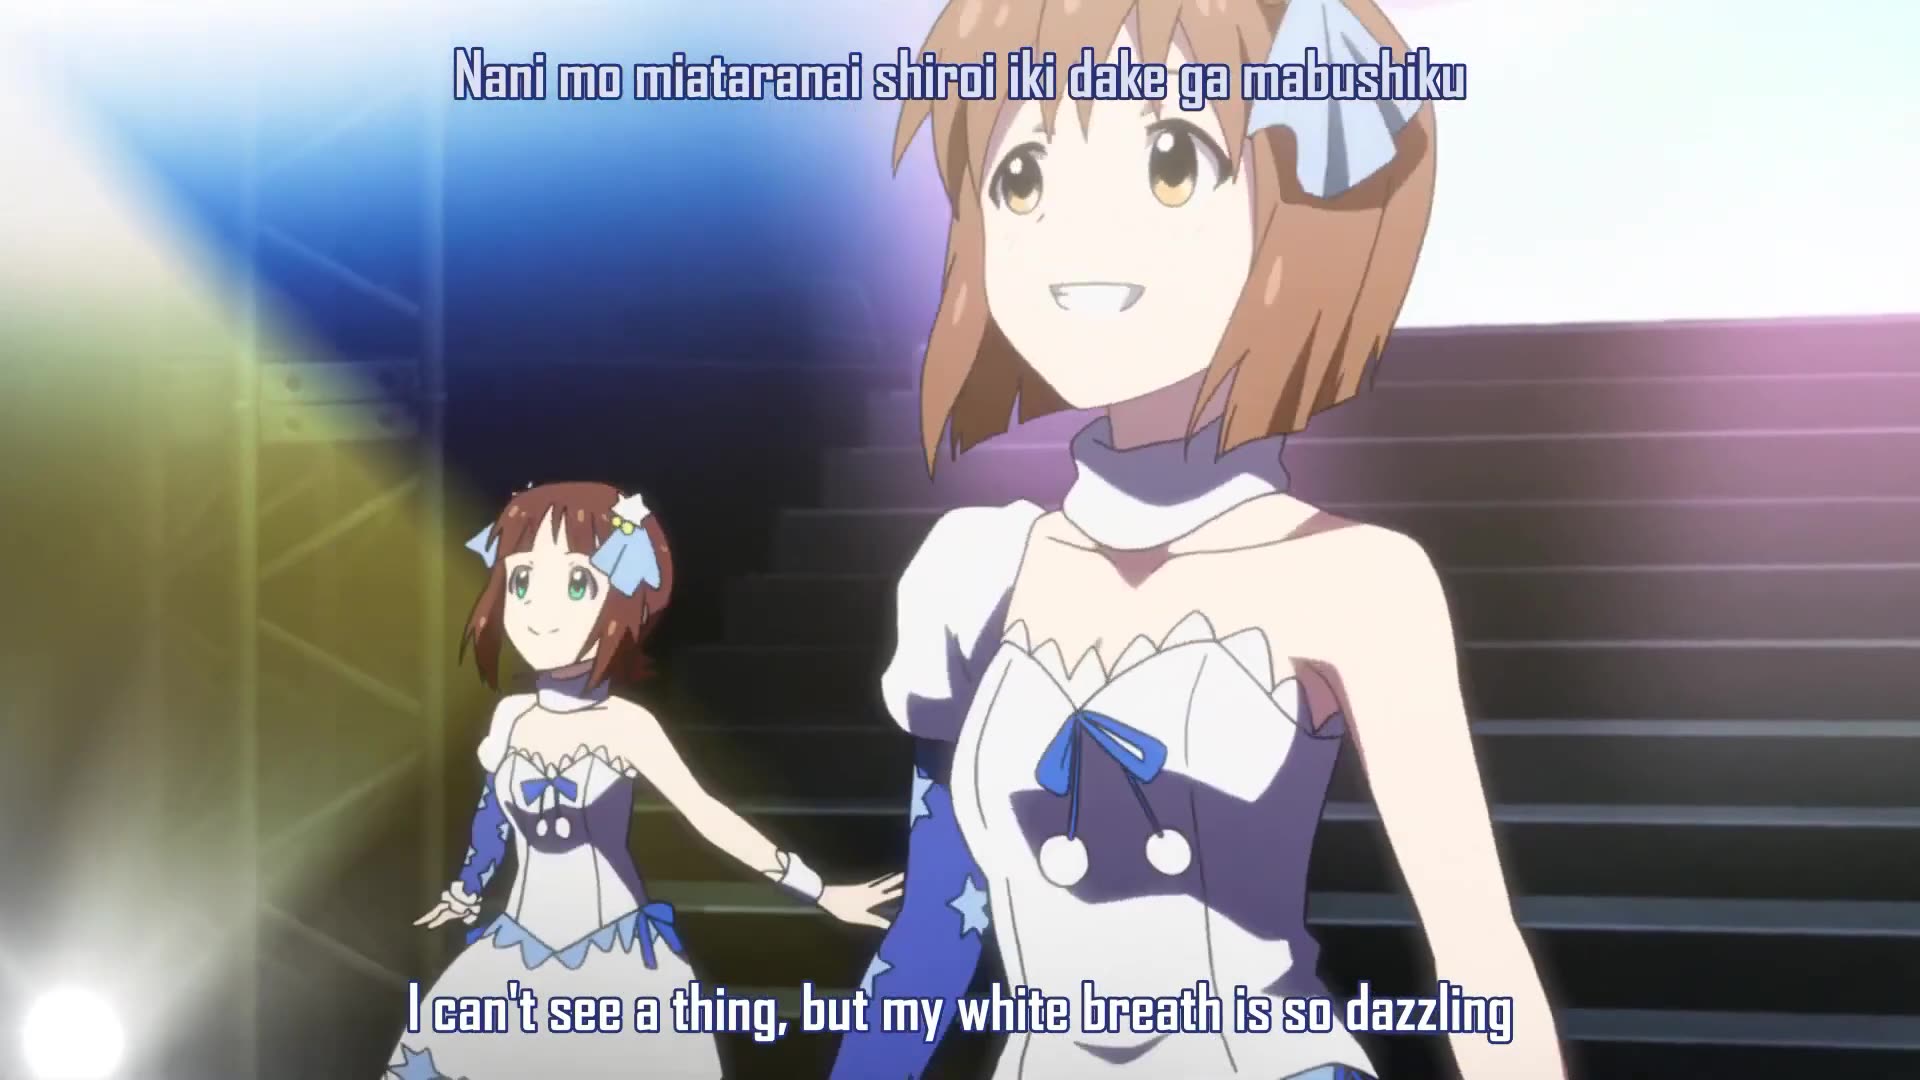 Nani mo miataranai shiroi iki dake ga mabushiku
I can't see a thing, but my white breath is so dazzling